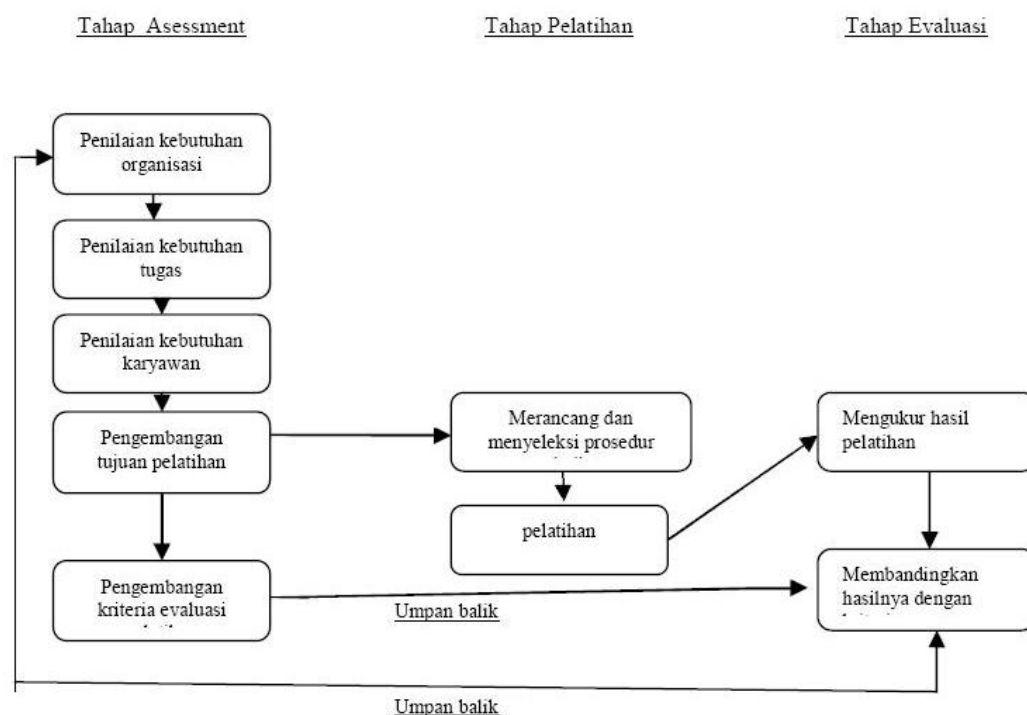 Tahap Asessment
Tahap Pelatihan
Tahap Evaluasi
Penilaian kebutuhan
organisasi
Penilaian kebutuhan
tugas
Penilaian kebutuhan
karyawan
Pengembangan
tujuan pelatihan
Merancang dan
menyeleksi prosedur
Mengukur hasil
pelatihan
pelatihan
Pengembangan
kriteria evaluasi
Membandingkan
hasilnya dengan
Umpan balik
Umpan balik